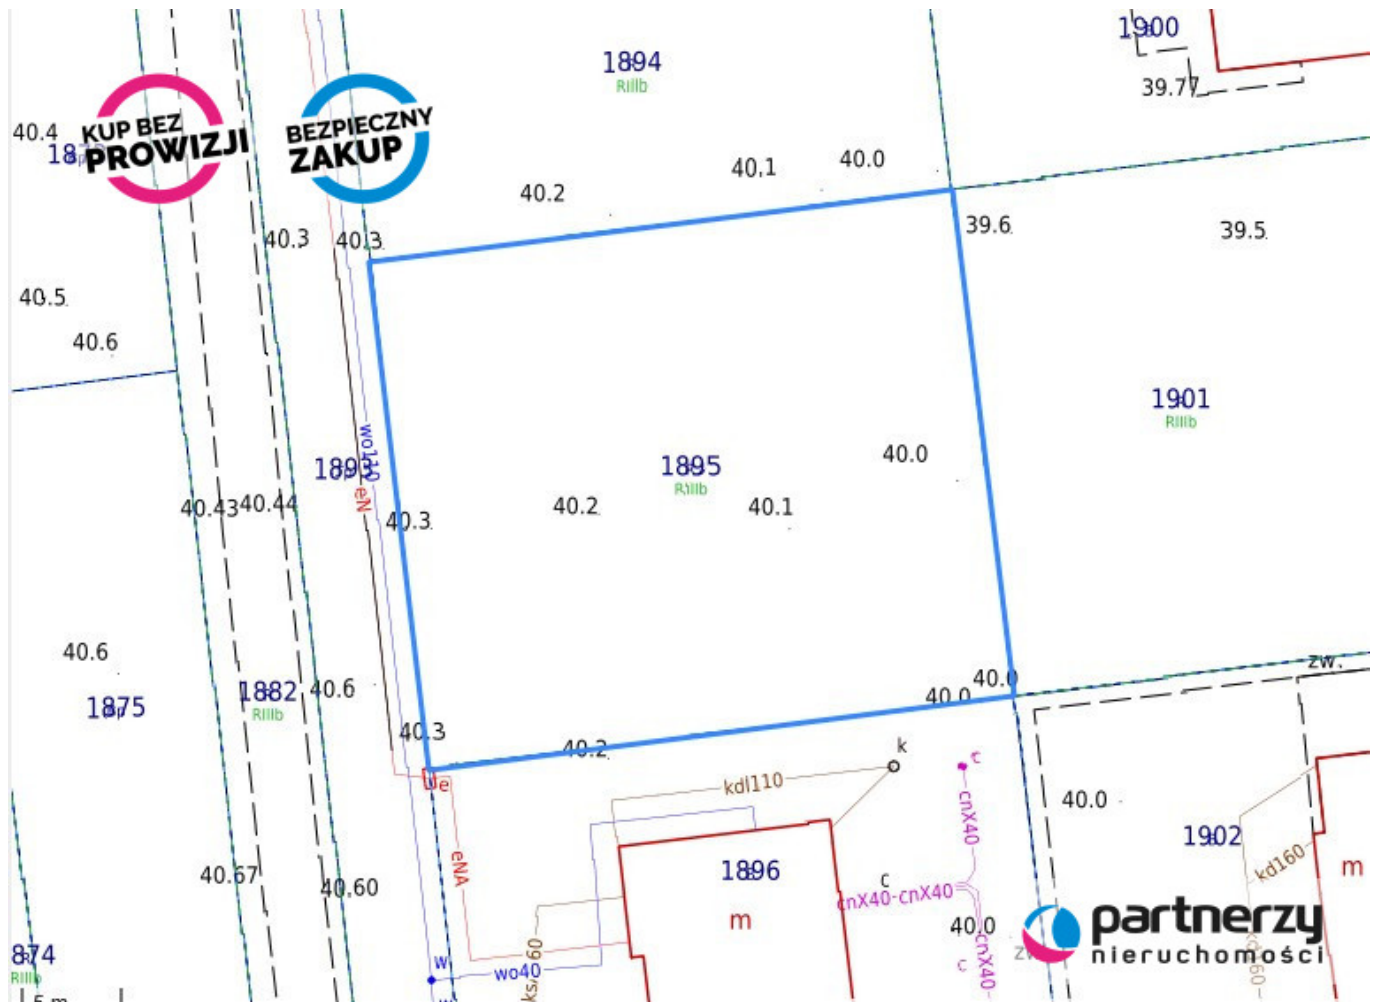 1894
RIIIb
1900
39.77
40.4
KUP BEZ
PROWIZJI
BEZPIECZNY
ZAKUP
40.2
40,1
40.0
40.3
40.3
39.6
39.5
40.5
40.6
1901
RIIIb
wo110
1893
eN
1895
RIIIb
40.0
40.43
40.44
40.3
40.2
40.1
40.6
1875
1882
RIIIb
40.6
40.3
40.2
40.0
40.0
zw.
k
e
kdl110
c
cnX40
40.0
1902
eNA
1896
m
c
cnX40-cnX40
kd160
m
40.67
40.60
40.0
cnX40
c
partnerzy
nieruchomości
874
RIIIb
w
wo40
5 m